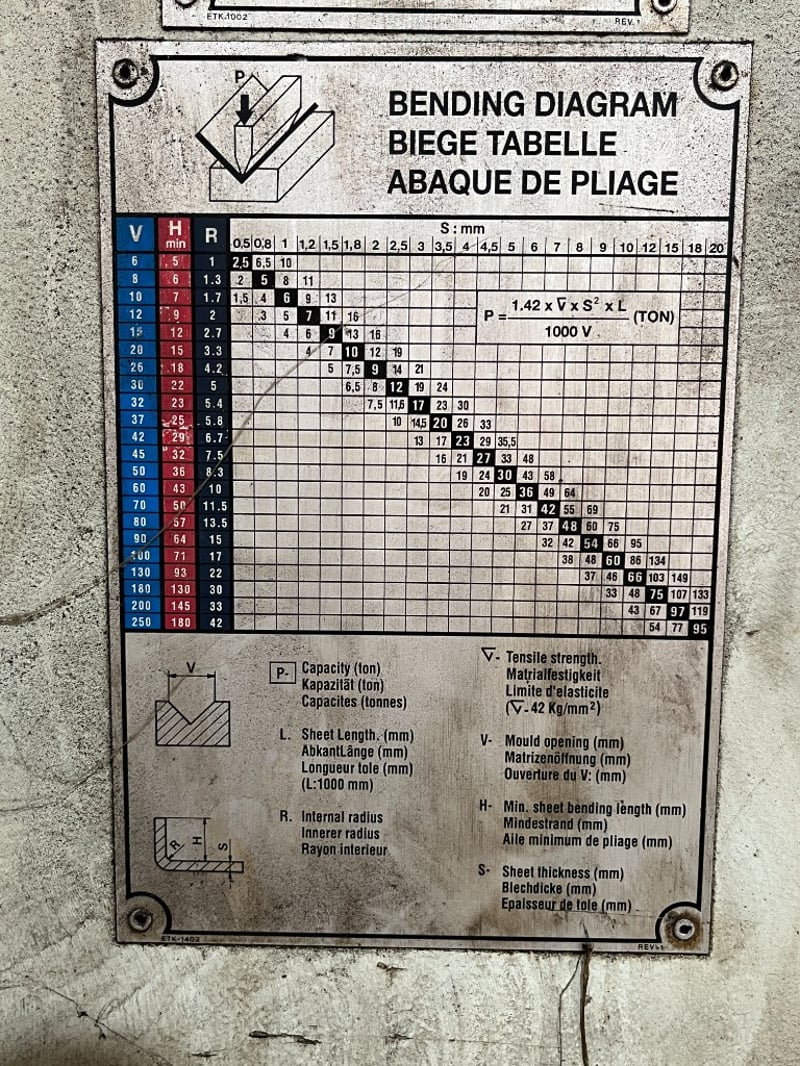 ETK.1002 REV.1
P
BENDING DIAGRAM
BIEGE TABELLE
ABAQUE DE PLIAGE
V H min R S : mm
0,5 0,8 1 1,2 1,5 1,8 2 2,5 3 3,5 4 4,5 5 6 7 8 9 10 12 15 18 20
6 5 1 2,5 6,5 10
8 6 1.3 2 5 8 11
10 7 1.7 1,5 4 6 9 13
12 9 2 3 5 7 11 16
15 12 2.7 4 6 9 13 16
20 15 3.3 4 7 10 12 19
26 18 4.2 5 7,5 9 14 21
30 22 5 6,5 8 12 19 24
32 23 5.4 7,5 11,6 17 23 30
37 25 5.8 10 14,5 20 26 33
42 29 6.7 13 17 23 29 35,5
45 32 7.5 16 21 27 33 48
50 36 8.3 19 24 30 43 58
60 43 10 20 25 36 49 64
70 50 11.5 21 31 42 55 69
80 57 13.5 27 37 48 60 75
90 64 15 32 42 54 66 95
100 71 17 38 48 60 86 134
130 93 22 37 46 66 103 149
180 130 30 33 48 75 107 133
200 145 33 43 67 97 119
250 180 42 54 77 95
P = 1.42 x ∇ x S² x L / 1000 V (TON)
V
P- Capacity (ton)
Kapazität (ton)
Capacites (tonnes)
L. Sheet Length. (mm)
AbkantLânge (mm)
Longueur tole (mm)
(L:1000 mm)
R. Internal radius
Innerer radius
Rayon interieur
R H S
∇- Tensile strength.
Matrialfestigkeit
Limite d'elasticite
(∇-42 Kg/mm²)
V- Mould opening (mm)
Matrizenöffnung (mm)
Ouverture du V: (mm)
H- Min. sheet bending length (mm)
Mindestrand (mm)
Aile minimum de pliage (mm)
S- Sheet thickness (mm)
Blechdicke (mm)
Epaisseur de tole (mm)
ETK-1402 REV.1